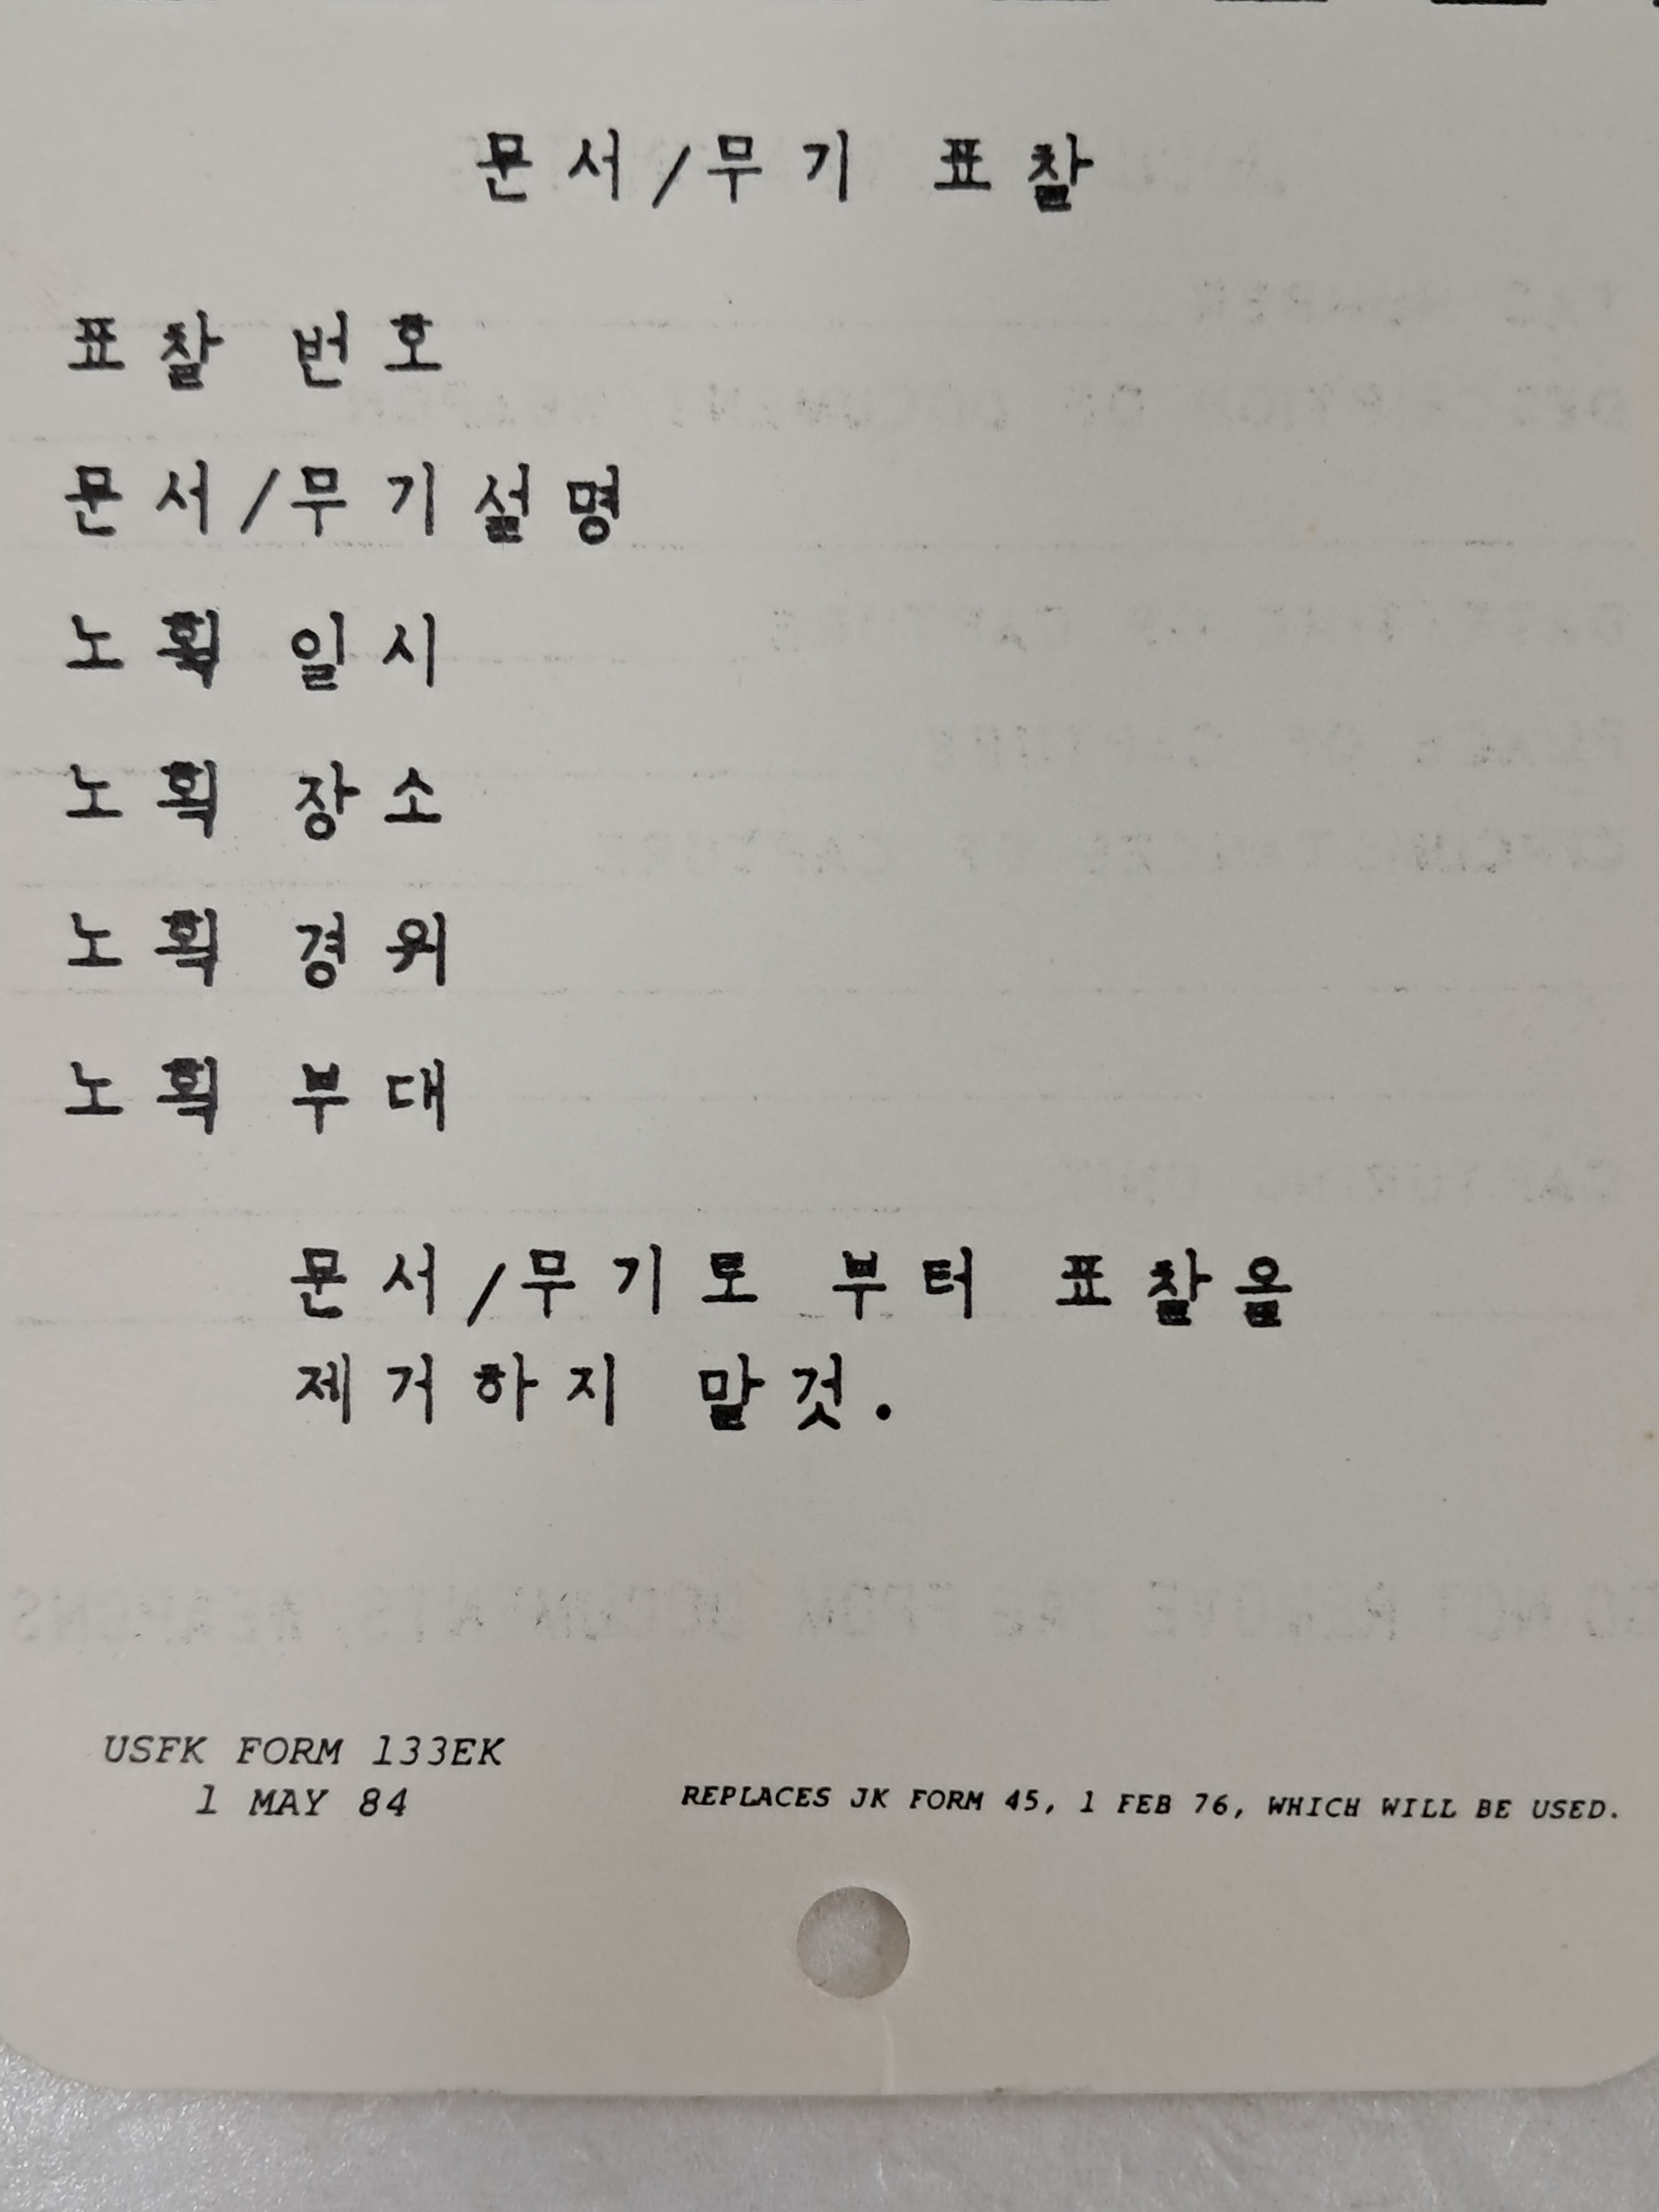 문서/무기 표찰
표찰 번호
문서/무기설명
노획 일시
노획 장소
노획 경위
노획 부대
문서/무기로 부터 표찰을
제거하지 말것.
USFK FORM 133EK
1 MAY 84
REPLACES JK FORM 45, 1 FEB 76, WHICH WILL BE USED.